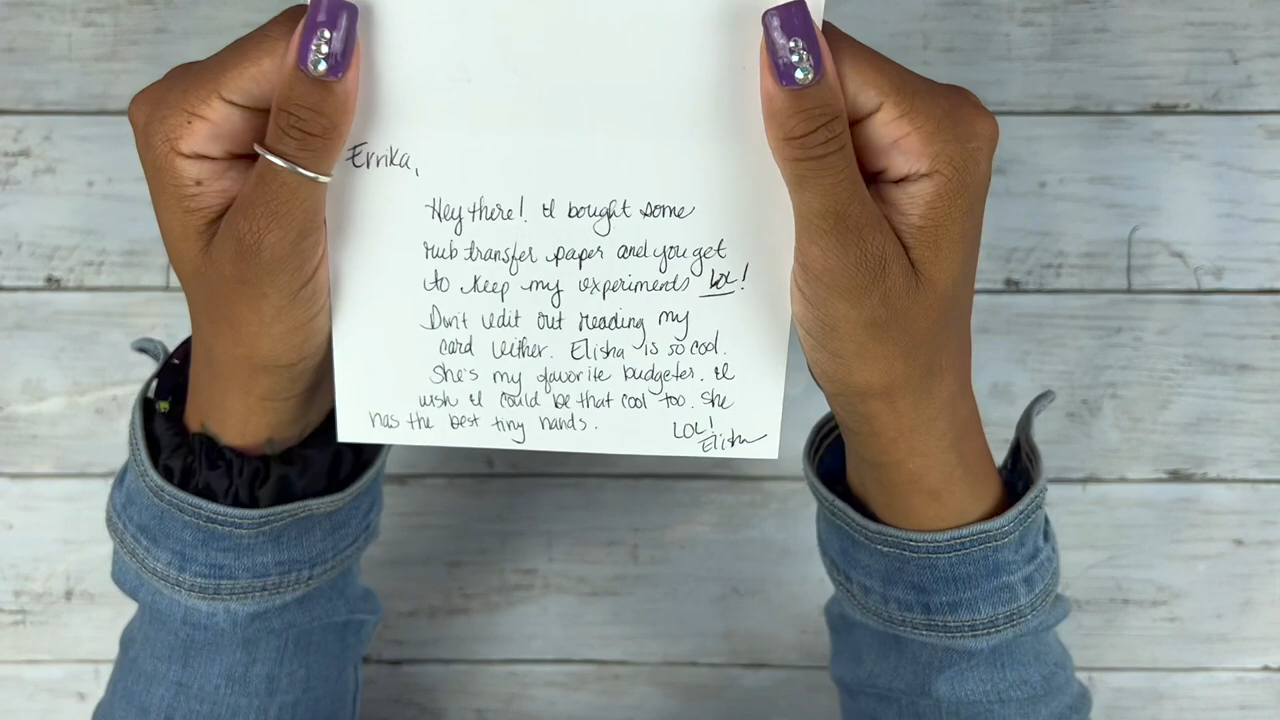 Errika,
Hey there! I bought some
rub transfer paper and you get
to keep my experiments LOL!
Don't edit out reading my
card either. Elisha is so cool.
She's my favorite budgeter. I
wish I could be that cool too. She
has the best tiny hands.
LOL!
Elisha